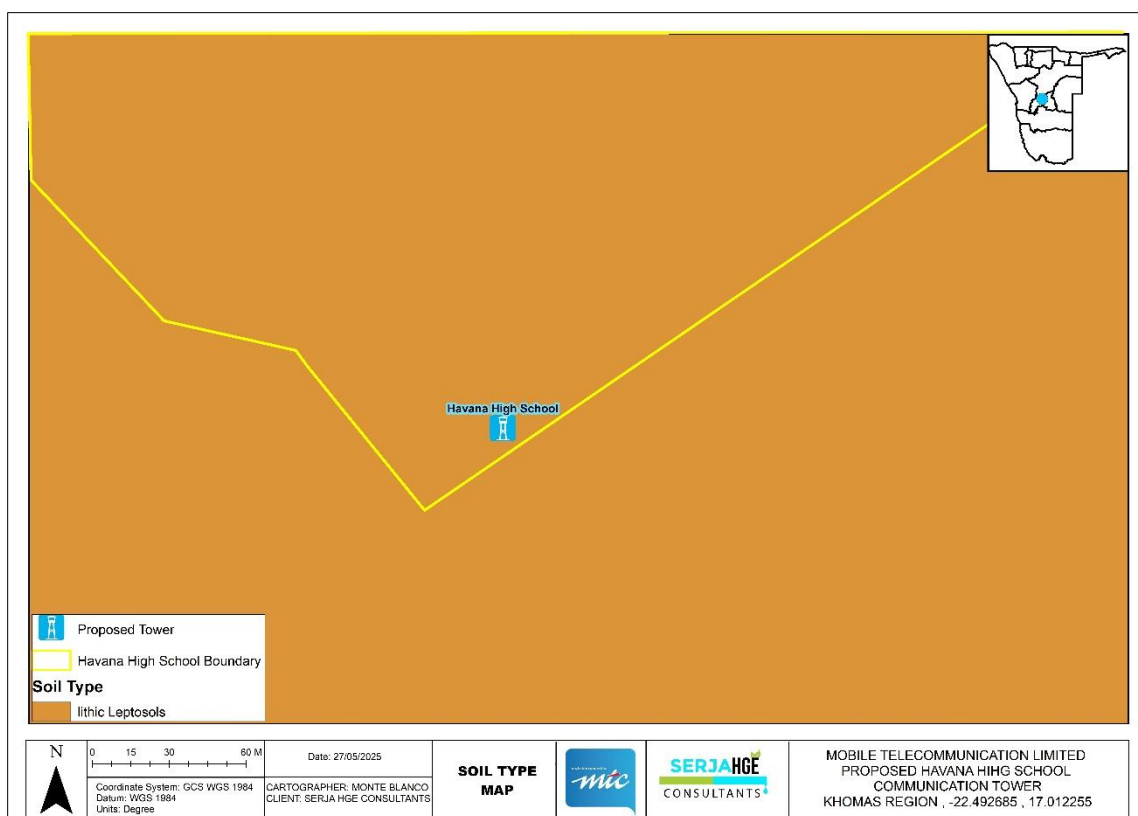 Havana High School
Proposed Tower
Havana High School Boundary
Soil Type
lithic Leptosols
N
0 15 30 60 M
Coordinate System: GCS WGS 1984
Datum: WGS 1984
Units: Degree
Date: 27/05/2025
CARTOGRAPHER: MONTE BLANCO
CLIENT: SERJA HGE CONSULTANTS
SOIL TYPE
MAP
mtc
SERJAHGE
CONSULTANTS
MOBILE TELECOMMUNICATION LIMITED
PROPOSED HAVANA HIHG SCHOOL
COMMUNICATION TOWER
KHOMAS REGION , -22.492685, 17.012255